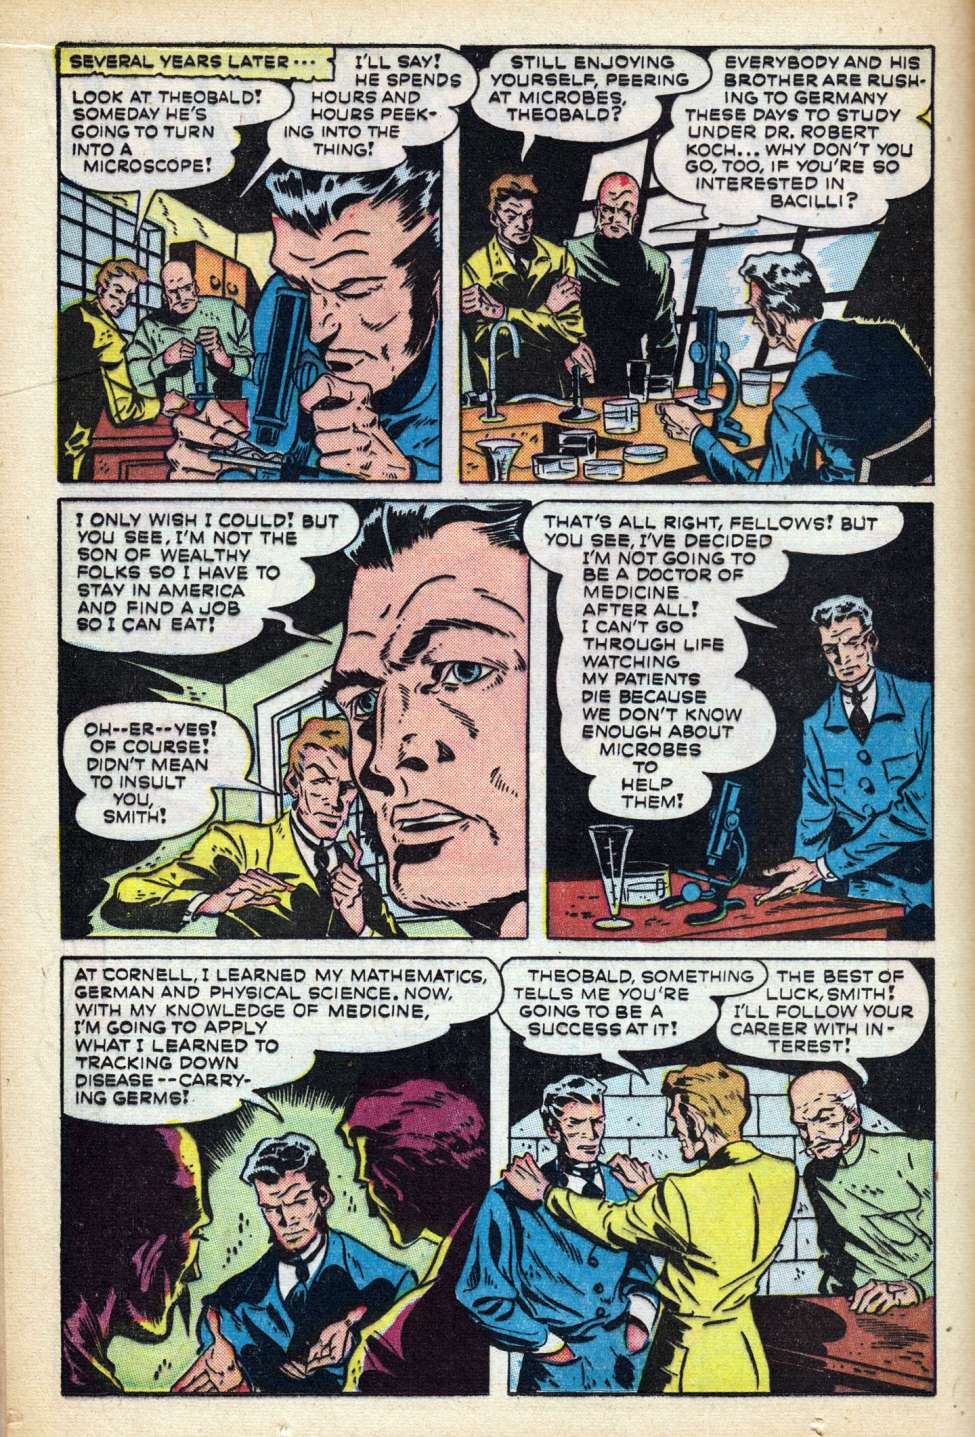 SEVERAL YEARS LATER...
LOOK AT THEOBALD!
SOMEDAY HE'S
GOING TO TURN
INTO A
MICROSCOPE!
I'LL SAY!
HE SPENDS
HOURS AND
HOURS PEEK-
ING INTO THE
THING!
STILL ENJOYING
YOURSELF, PEERING
AT MICROBES,
THEOBALD?
EVERYBODY AND HIS
BROTHER ARE RUSH-
ING TO GERMANY
THESE DAYS TO STUDY
UNDER DR. ROBERT
KOCH... WHY DON'T YOU
GO, TOO, IF YOU'RE SO
INTERESTED IN
BACILLI?
I ONLY WISH I COULD! BUT
YOU SEE, I'M NOT THE
SON OF WEALTHY
FOLKS SO I HAVE TO
STAY IN AMERICA
AND FIND A JOB
SO I CAN EAT!
OH--ER--YES!
OF COURSE!
DIDN'T MEAN
TO INSULT
YOU,
SMITH!
THAT'S ALL RIGHT, FELLOWS! BUT
YOU SEE, I'VE DECIDED
I'M NOT GOING TO
BE A DOCTOR OF
MEDICINE
AFTER ALL!
I CAN'T GO
THROUGH LIFE
WATCHING
MY PATIENTS
DIE BECAUSE
WE DON'T KNOW
ENOUGH ABOUT
MICROBES
TO
HELP
THEM!
AT CORNELL, I LEARNED MY MATHEMATICS,
GERMAN AND PHYSICAL SCIENCE. NOW,
WITH MY KNOWLEDGE OF MEDICINE,
I'M GOING TO APPLY
WHAT I LEARNED TO
TRACKING DOWN
DISEASE--CARRY-
ING GERMS!
THEOBALD, SOMETHING
TELLS ME YOU'RE
GOING TO BE A
SUCCESS AT IT!
THE BEST OF
LUCK, SMITH!
I'LL FOLLOW YOUR
CAREER WITH IN-
TEREST!